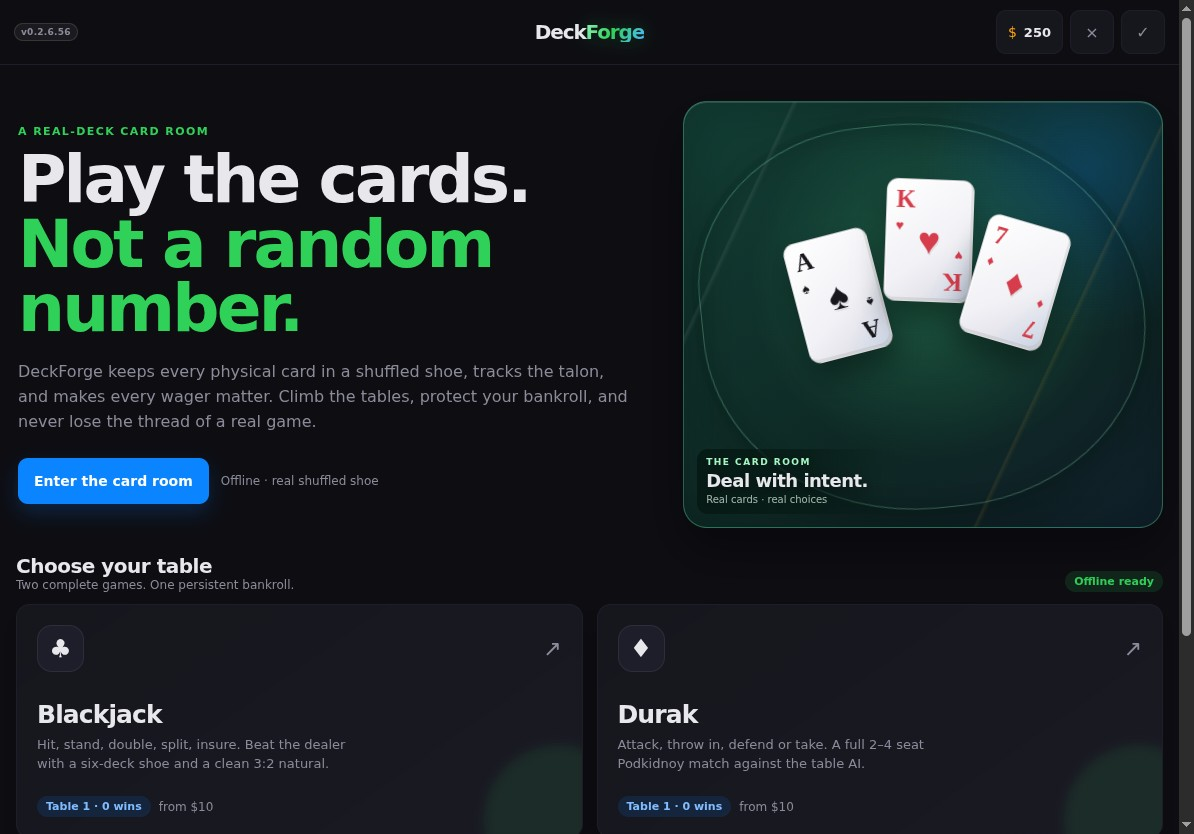 v0.2.6.56
DeckForge
$ 250
× ✓
A REAL-DECK CARD ROOM
Play the cards.
Not a random
number.
DeckForge keeps every physical card in a shuffled shoe, tracks the talon,
and makes every wager matter. Climb the tables, protect your bankroll, and
never lose the thread of a real game.
Enter the card room
Offline · real shuffled shoe
A
♠
♠
♠
A
K
♥
♥
♥
K
7
♦
♦
♦
7
THE CARD ROOM
Deal with intent.
Real cards · real choices
Choose your table
Two complete games. One persistent bankroll.
Offline ready
♣ ↗
Blackjack
Hit, stand, double, split, insure. Beat the dealer
with a six-deck shoe and a clean 3:2 natural.
Table 1 · 0 wins from $10
♦ ↗
Durak
Attack, throw in, defend or take. A full 2–4 seat
Podkidnoy match against the table AI.
Table 1 · 0 wins from $10